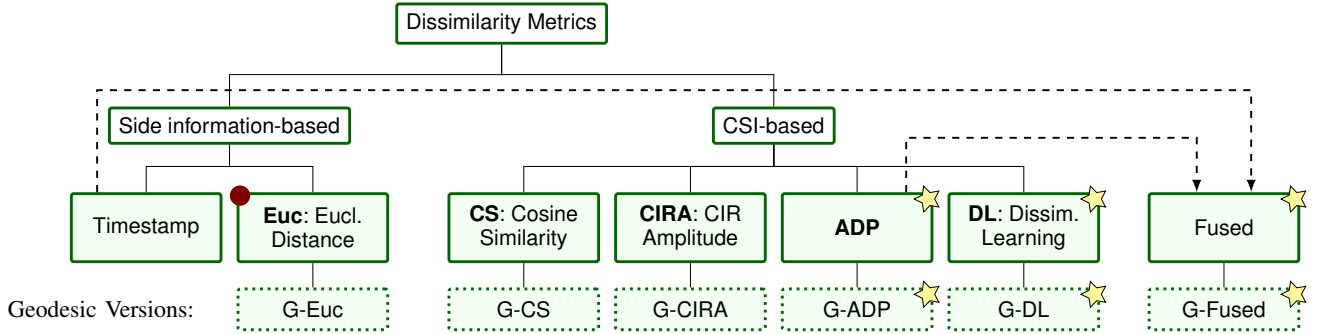 Dissimilarity Metrics
Side information-based
CSI-based
Timestamp
Euc: Eucl.
Distance
CS: Cosine
Similarity
CIRA: CIR
Amplitude
ADP
DL: Dissim.
Learning
Fused
Geodesic Versions:
G-Euc
G-CS
G-CIRA
G-ADP
G-DL
G-Fused